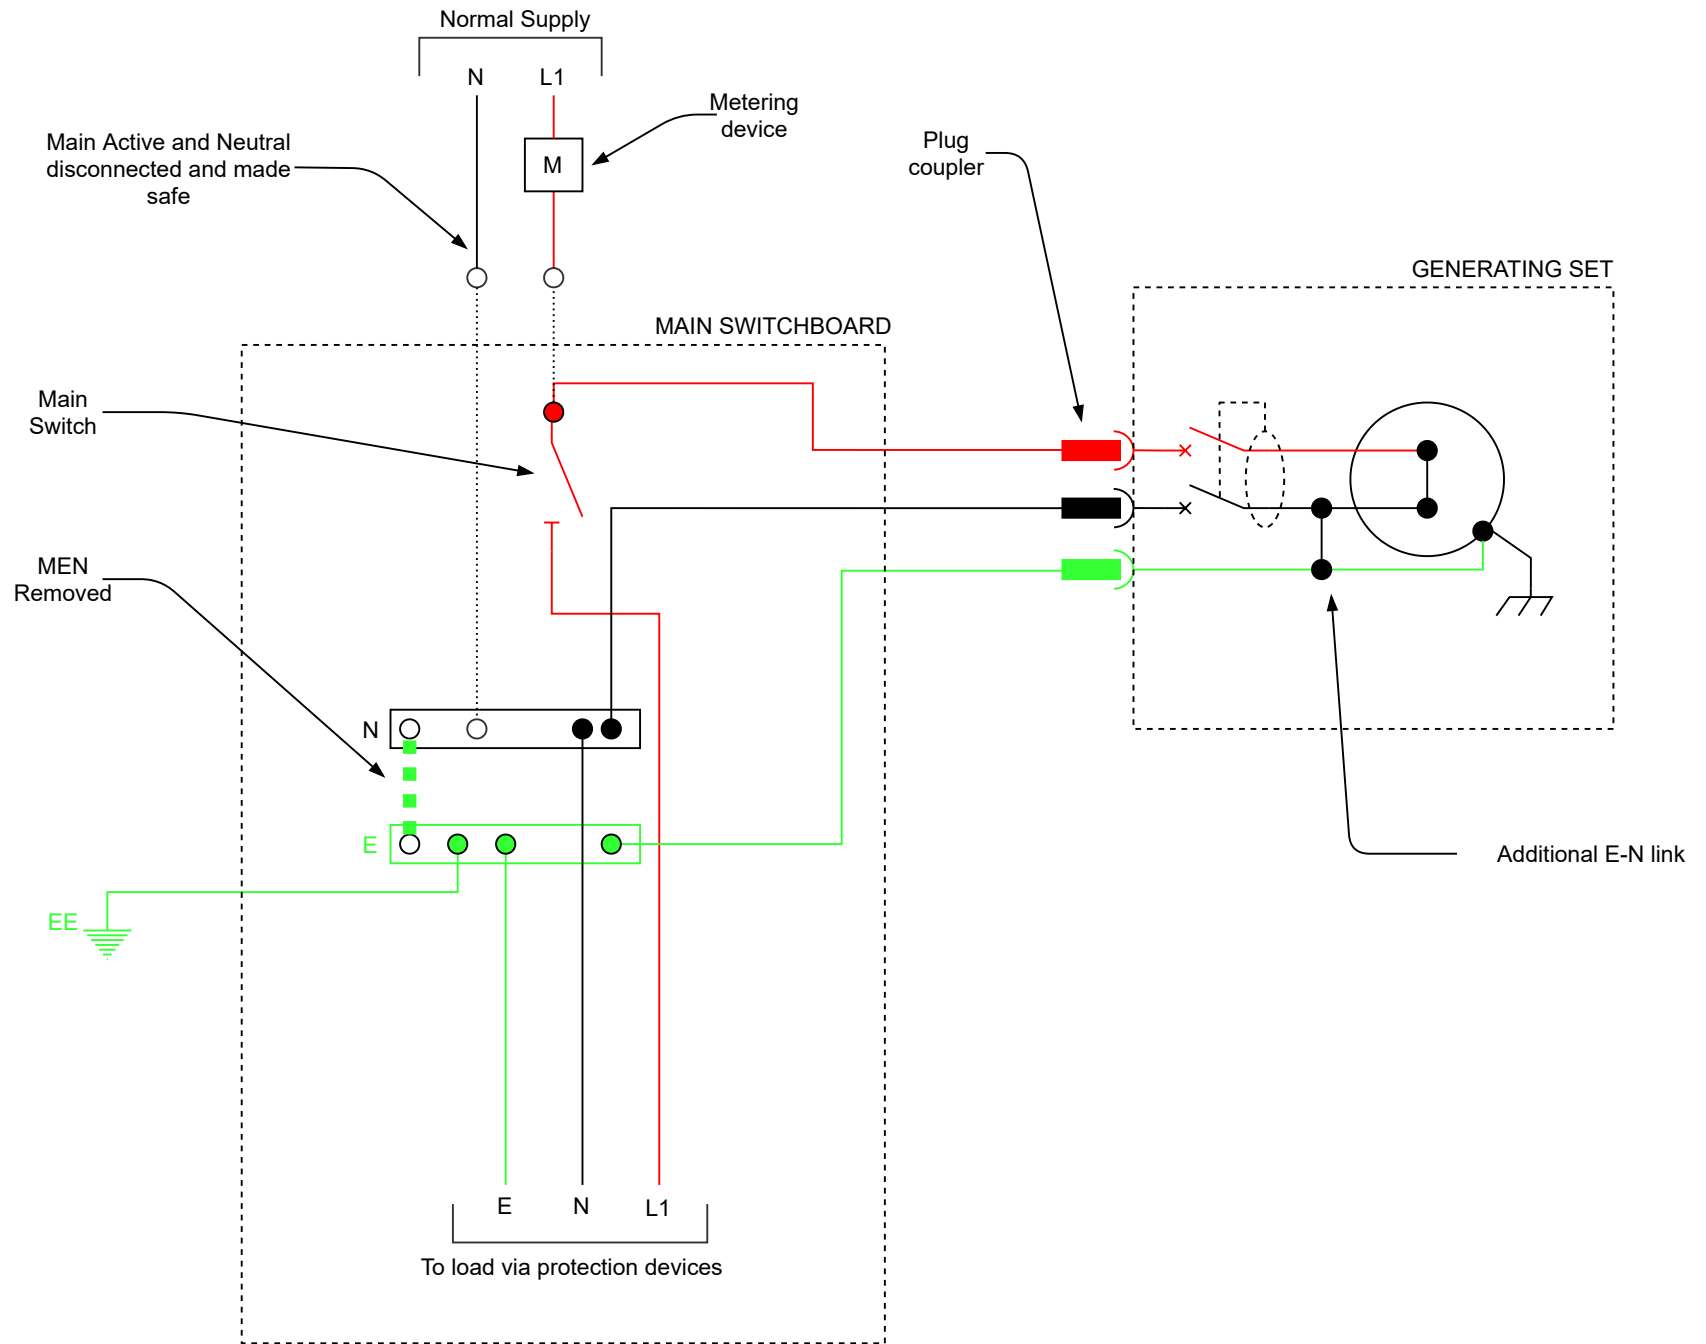 Normal Supply
N
L1
Metering
device
M
Main Active and Neutral
disconnected and made
safe
Plug
coupler
GENERATING SET
MAIN SWITCHBOARD
Main
Switch
MEN
Removed
N
E
EE
Additional E-N link
E
N
L1
To load via protection devices